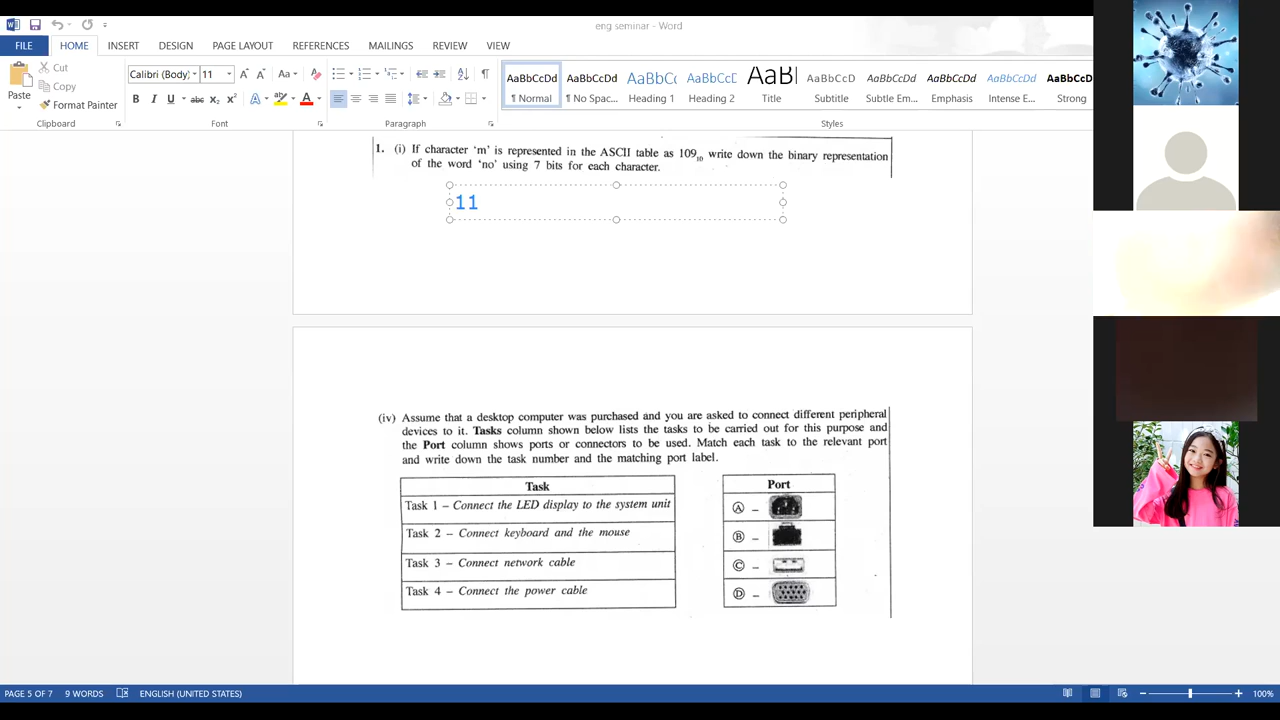 eng seminar - Word
FILE HOME INSERT DESIGN PAGE LAYOUT REFERENCES MAILINGS REVIEW VIEW
Paste
Cut
Copy
Format Painter
Clipboard
Calibri (Body) 11
Aa
B I U abc x₂ x² A
Font
Paragraph
AaBbCcDd AaBbCcDd AaBbCc AaBbCcD AaBb AaBbCcD AaBbCcDd AaBbCcDd AaBbCcDd AaBbCcD
¶ Normal ¶ No Spac... Heading 1 Heading 2 Title Subtitle Subtle Em... Emphasis Intense E... Strong
Styles
1. (i) If character ‘m’ is represented in the ASCII table as 109₁₀ write down the binary representation
of the word ‘no’ using 7 bits for each character.
11
(iv) Assume that a desktop computer was purchased and you are asked to connect different peripheral
devices to it. Tasks column shown below lists the tasks to be carried out for this purpose and
the Port column shows ports or connectors to be used. Match each task to the relevant port
and write down the task number and the matching port label.
Task
Task 1 – Connect the LED display to the system unit
Task 2 – Connect keyboard and the mouse
Task 3 – Connect network cable
Task 4 – Connect the power cable
Port
Ⓐ –
Ⓑ –
Ⓒ –
Ⓓ –
PAGE 5 OF 7 9 WORDS ENGLISH (UNITED STATES) 100%